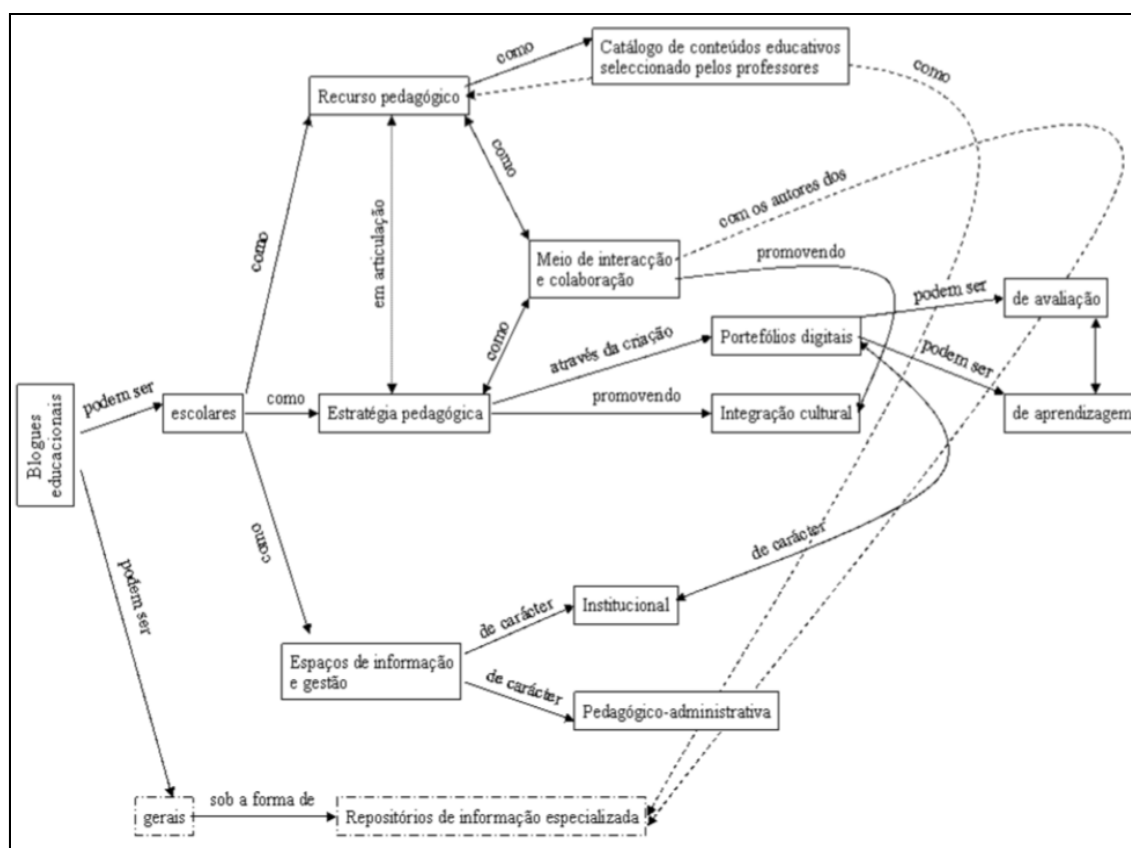 como
Catálogo de conteúdos educativos
seleccionado pelos professores
como
Recurso pedagógico
como
com os autores dos
como
em articulação
Meio de interacção
e colaboração
promovendo
podem ser
de avaliação
como
através da criação
Portefólios digitais
podem ser
Blogues
educacionais
podem ser
escolares
como
Estratégia pedagógica
promovendo
Integração cultural
de aprendizagem
como
podem ser
de carácter
de carácter
Institucional
Espaços de informação
e gestão
de carácter
Pedagógico-administrativa
gerais
sob a forma de
Repositórios de informação especializada